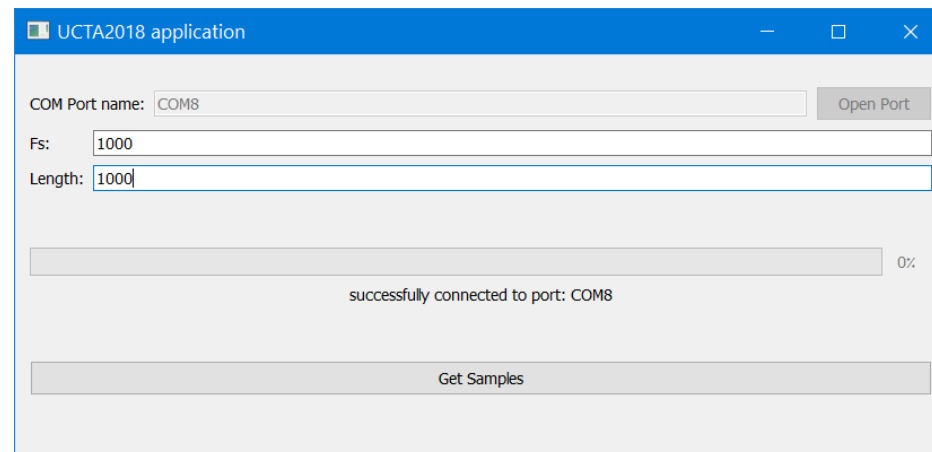 UCTA2018 application
COM Port name: COM8 Open Port
Fs: 1000
Length: 1000
0%
successfully connected to port: COM8
Get Samples